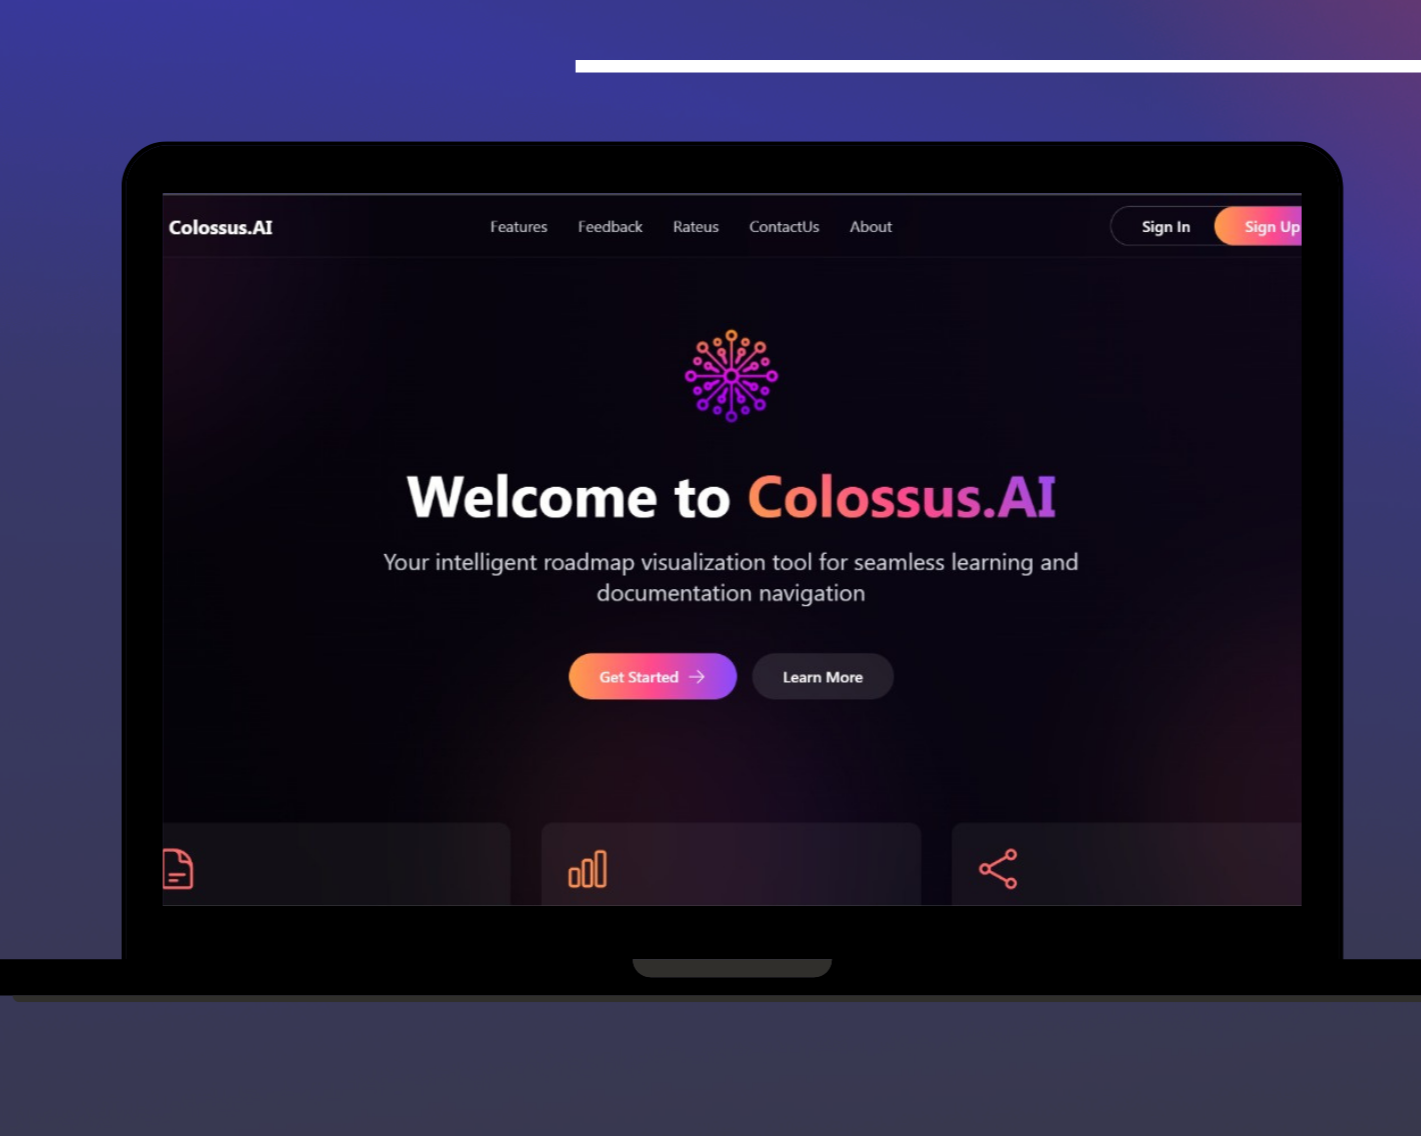 Colossus.AI
Features
Feedback
Rateus
ContactUs
About
Sign In
Sign Up
Welcome to Colossus.AI
Your intelligent roadmap visualization tool for seamless learning and
documentation navigation
Get Started
Learn More